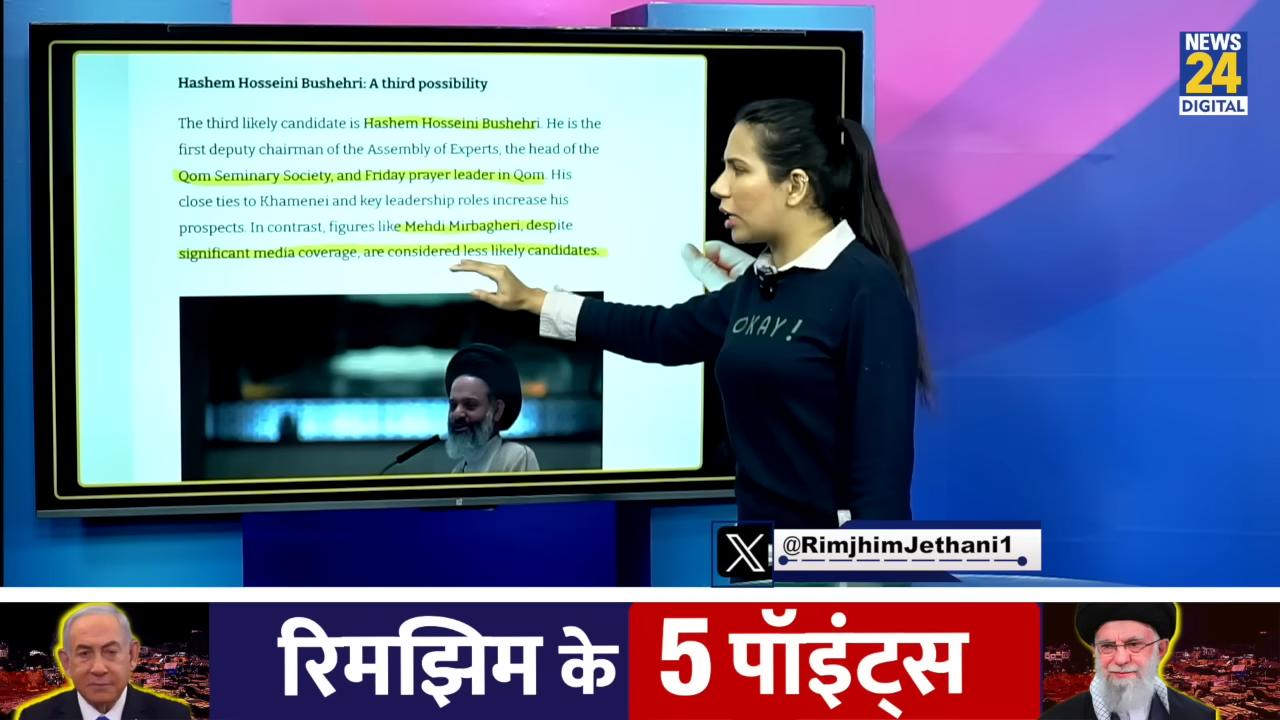 Hashem Hosseini Bushehri: A third possibility
The third likely candidate is Hashem Hosseini Bushehri. He is the
first deputy chairman of the Assembly of Experts, the head of the
Qom Seminary Society, and Friday prayer leader in Qom. His
close ties to Khamenei and key leadership roles increase his
prospects. In contrast, figures like Mehdi Mirbagheri, despite
significant media coverage, are considered less likely candidates.
NEWS
24
DIGITAL
OKAY!
X
@RimjhimJethani1
रिमझिम के 5 पॉइंट्स